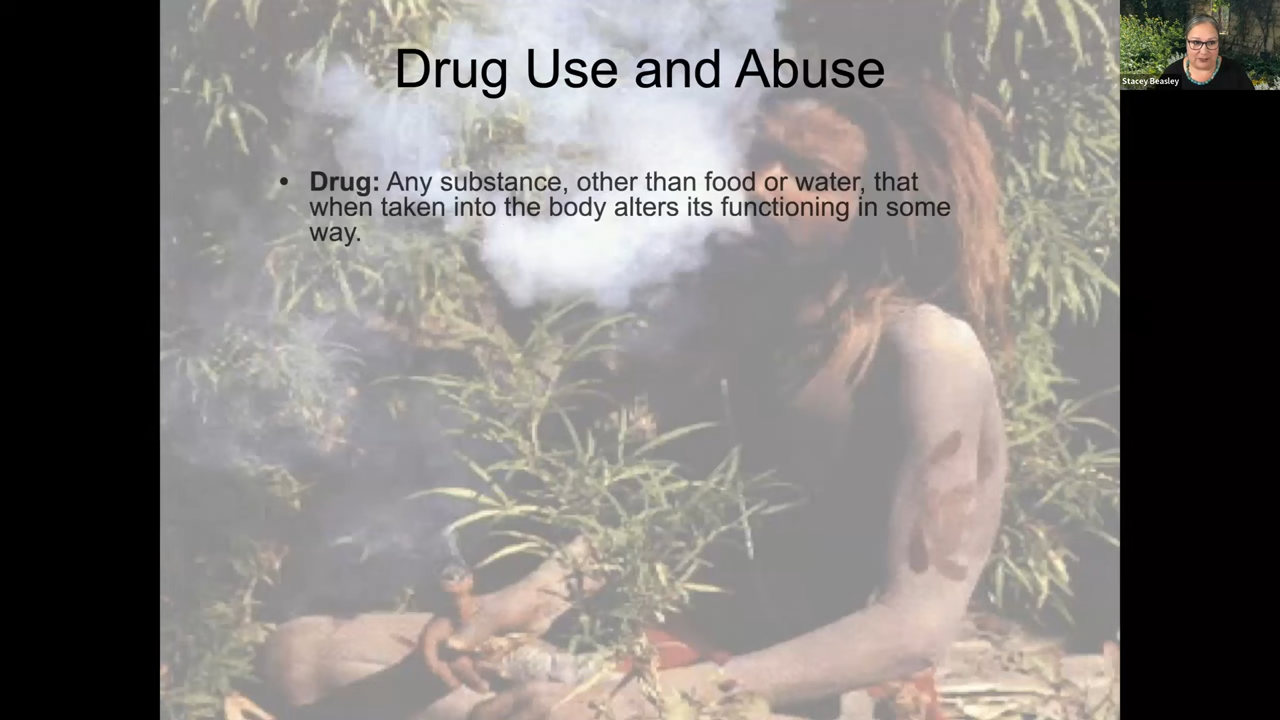 Drug Use and Abuse
Stacey Beasley
• Drug: Any substance, other than food or water, that
when taken into the body alters its functioning in some
way.